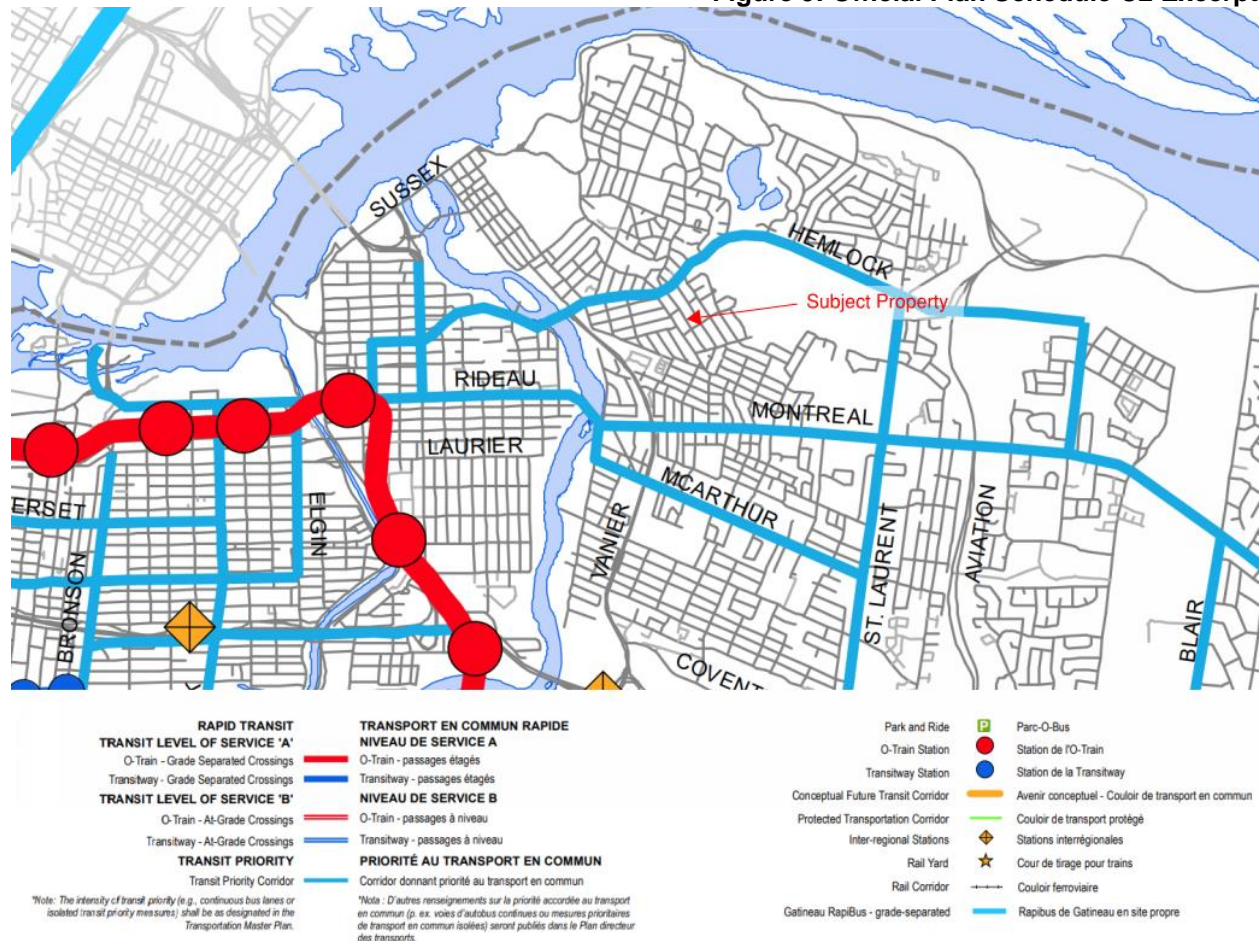 SUSSEX
HEMLOCK
Subject Property
RIDEAU
MONTREAL
LAURIER
MCARTHUR
ERSET
ELGIN
VANIER
AVIATION
ST. LAURENT
BRONSON
BLAIR
COVENT
RAPID TRANSIT
TRANSIT LEVEL OF SERVICE 'A'
O-Train - Grade Separated Crossings
Transitway - Grade Separated Crossings
TRANSIT LEVEL OF SERVICE 'B'
O-Train - At-Grade Crossings
Transitway - At-Grade Crossings
TRANSIT PRIORITY
Transit Priority Corridor
*Note: The intensity of transit priority (e.g., continuous bus lanes or
isolated transit priority measures) shall be as designated in the
Transportation Master Plan.
TRANSPORT EN COMMUN RAPIDE
NIVEAU DE SERVICE A
O-Train - passages étagés
Transitway - passages étagés
NIVEAU DE SERVICE B
O-Train - passages à niveau
Transitway - passages à niveau
PRIORITÉ AU TRANSPORT EN COMMUN
Corridor donnant priorité au transport en commun
*Nota : D'autres renseignements sur la priorité accordée au transport
en commun (p. ex. voies d'autobus continues ou mesures prioritaires
de transport en commun isolées) seront publiés dans le Plan directeur
des transports.
Park and Ride P Parc-O-Bus
O-Train Station Station de l'O-Train
Transitway Station Station de la Transitway
Conceptual Future Transit Corridor Avenir conceptuel - Couloir de transport en commun
Protected Transportation Corridor Couloir de transport protégé
Inter-regional Stations Stations interrégionales
Rail Yard Cour de tirage pour trains
Rail Corridor Couloir ferroviaire
Gatineau RapiBus - grade-separated Rapibus de Gatineau en site propre